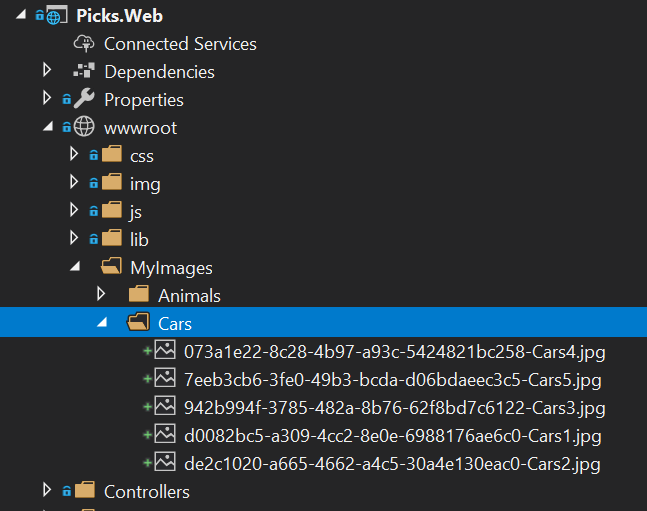 Picks.Web
Connected Services
Dependencies
Properties
wwwroot
css
img
js
lib
MyImages
Animals
Cars
073a1e22-8c28-4b97-a93c-5424821bc258-Cars4.jpg
7eeb3cb6-3fe0-49b3-bcda-d06bdaeec3c5-Cars5.jpg
942b994f-3785-482a-8b76-62f8bd7c6122-Cars3.jpg
d0082bc5-a309-4cc2-8e0e-6988176ae6c0-Cars1.jpg
de2c1020-a665-4662-a4c5-30a4e130eac0-Cars2.jpg
Controllers